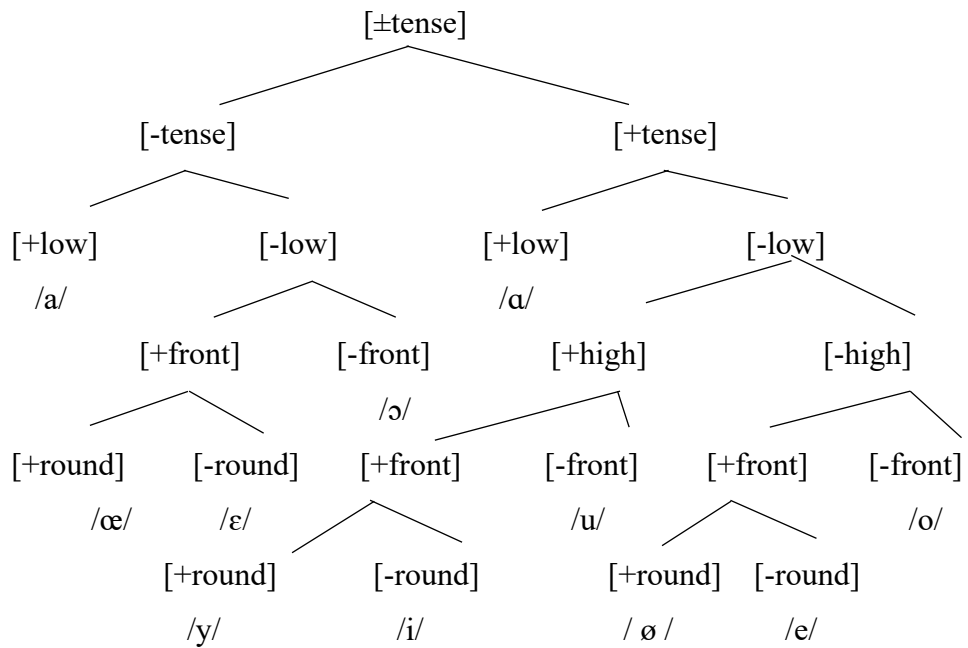 [±tense]
[-tense] [+tense]
[+low] [-low] [+low] [-low]
/a/ /ɑ/
[+front] [-front] [+high] [-high]
/ɔ/
[+round] [-round] [+front] [-front] [+front] [-front]
/œ/ /ɛ/ /u/ /o/
[+round] [-round] [+round] [-round]
/y/ /i/ / ø / /e/